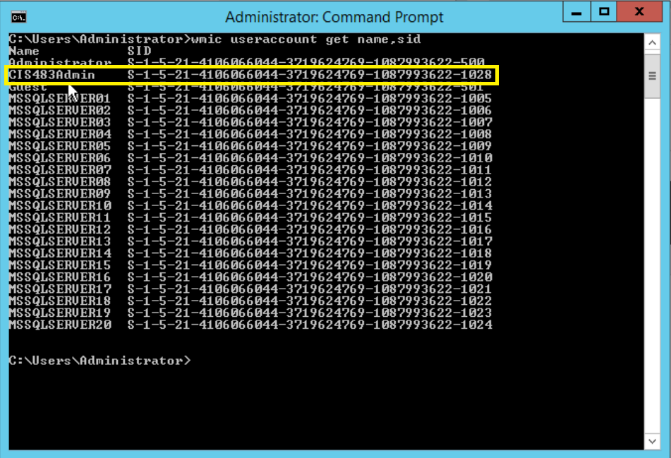 Administrator: Command Prompt
C:\Users\Administrator>wmic useraccount get name,sid
Name SID
Administrator S-1-5-21-4106066044-3719624769-1087993622-500
CIS483Admin S-1-5-21-4106066044-3719624769-1087993622-1028
Guest S-1-5-21-4106066044-3719624769-1087993622-501
MSSQLSERVER01 S-1-5-21-4106066044-3719624769-1087993622-1005
MSSQLSERVER02 S-1-5-21-4106066044-3719624769-1087993622-1006
MSSQLSERVER03 S-1-5-21-4106066044-3719624769-1087993622-1007
MSSQLSERVER04 S-1-5-21-4106066044-3719624769-1087993622-1008
MSSQLSERVER05 S-1-5-21-4106066044-3719624769-1087993622-1009
MSSQLSERVER06 S-1-5-21-4106066044-3719624769-1087993622-1010
MSSQLSERVER07 S-1-5-21-4106066044-3719624769-1087993622-1011
MSSQLSERVER08 S-1-5-21-4106066044-3719624769-1087993622-1012
MSSQLSERVER09 S-1-5-21-4106066044-3719624769-1087993622-1013
MSSQLSERVER10 S-1-5-21-4106066044-3719624769-1087993622-1014
MSSQLSERVER11 S-1-5-21-4106066044-3719624769-1087993622-1015
MSSQLSERVER12 S-1-5-21-4106066044-3719624769-1087993622-1016
MSSQLSERVER13 S-1-5-21-4106066044-3719624769-1087993622-1017
MSSQLSERVER14 S-1-5-21-4106066044-3719624769-1087993622-1018
MSSQLSERVER15 S-1-5-21-4106066044-3719624769-1087993622-1019
MSSQLSERVER16 S-1-5-21-4106066044-3719624769-1087993622-1020
MSSQLSERVER17 S-1-5-21-4106066044-3719624769-1087993622-1021
MSSQLSERVER18 S-1-5-21-4106066044-3719624769-1087993622-1022
MSSQLSERVER19 S-1-5-21-4106066044-3719624769-1087993622-1023
MSSQLSERVER20 S-1-5-21-4106066044-3719624769-1087993622-1024
C:\Users\Administrator>